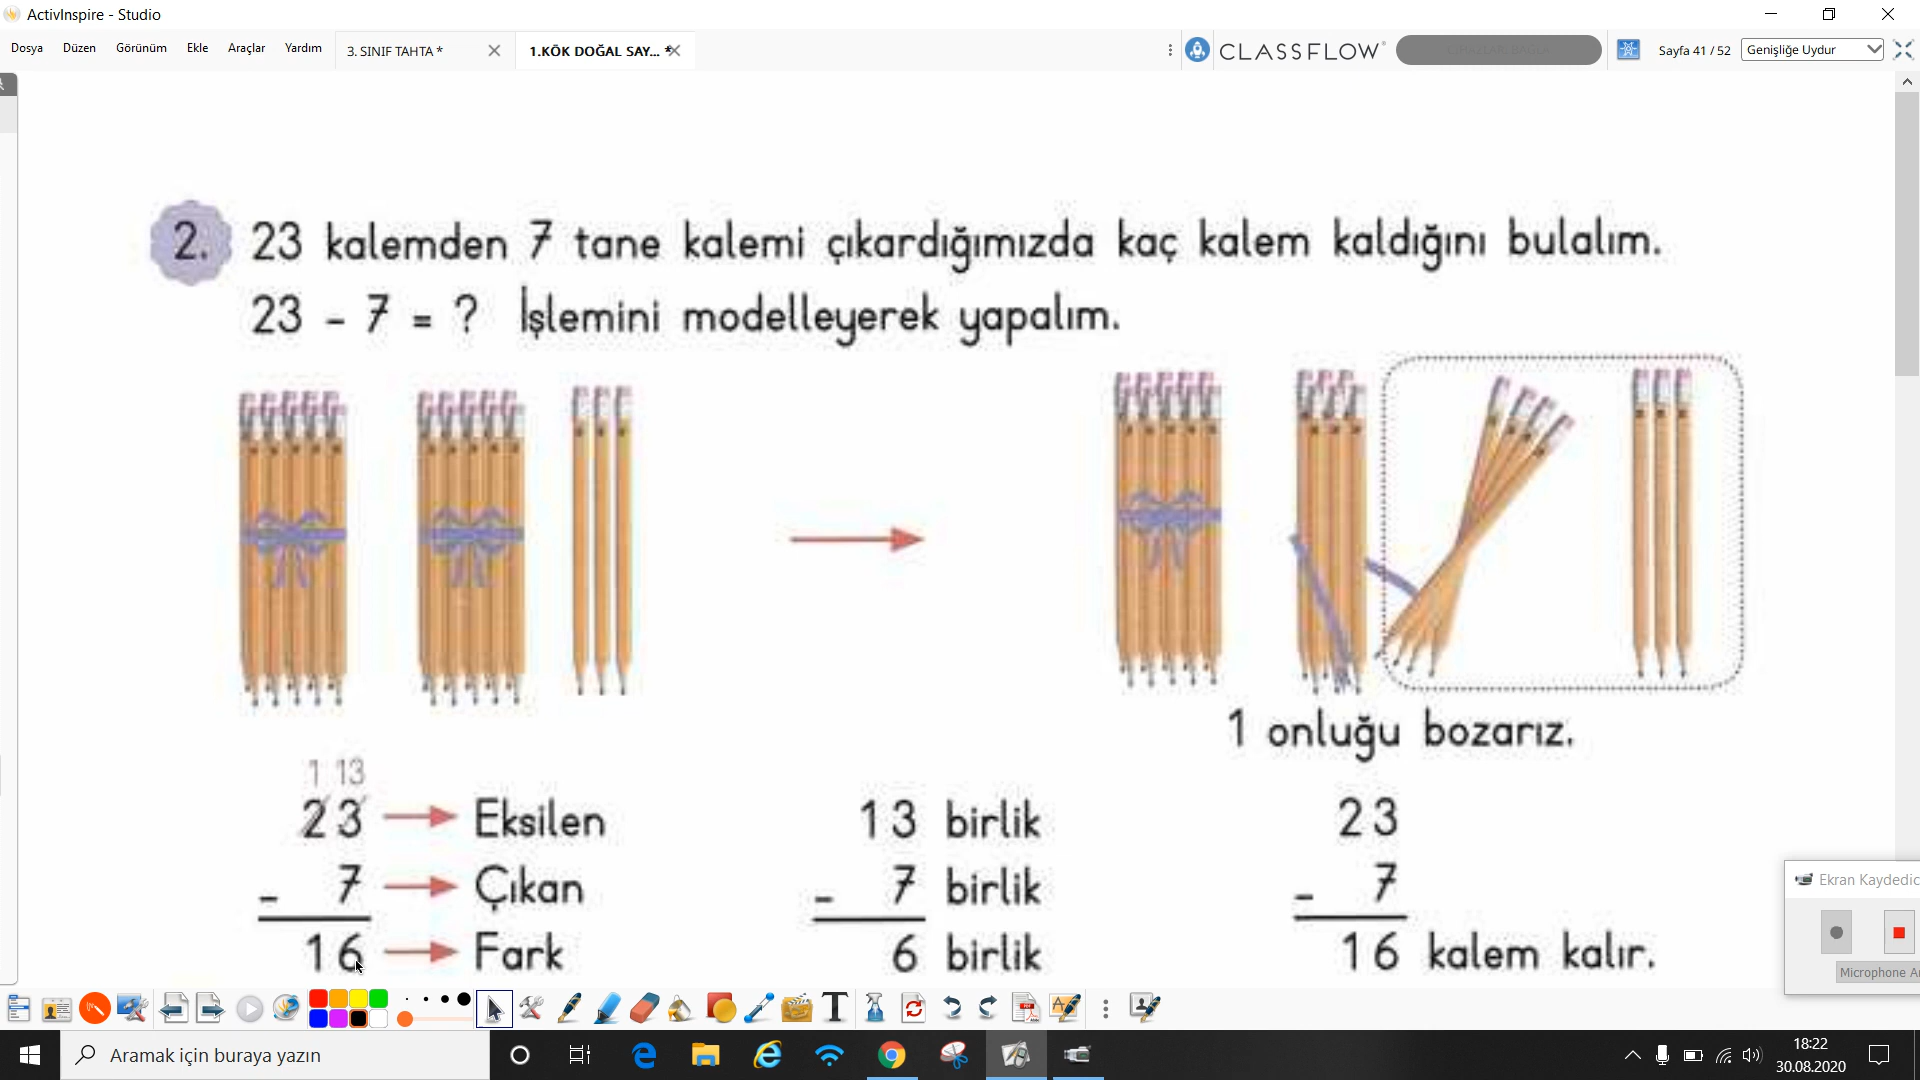 ActivInspire - Studio
Dosya Düzen Görünüm Ekle Araçlar Yardım
3. SINIF TAHTA *
1.KÖK DOĞAL SAY... *
CLASSFLOW
Sayfa 41 / 52
Genişliğe Uydur
2. 23 kalemden 7 tane kalemi çıkardığımızda kaç kalem kaldığını bulalım.
23 - 7 = ? İşlemini modelleyerek yapalım.
1 onluğu bozarız.
1 13
23 Eksilen
- 7 Çıkan
16 Fark
13 birlik
- 7 birlik
6 birlik
23
- 7
16 kalem kalır.
Ekran Kaydedic
Microphone
T
Aramak için buraya yazın
18:22
30.08.2020